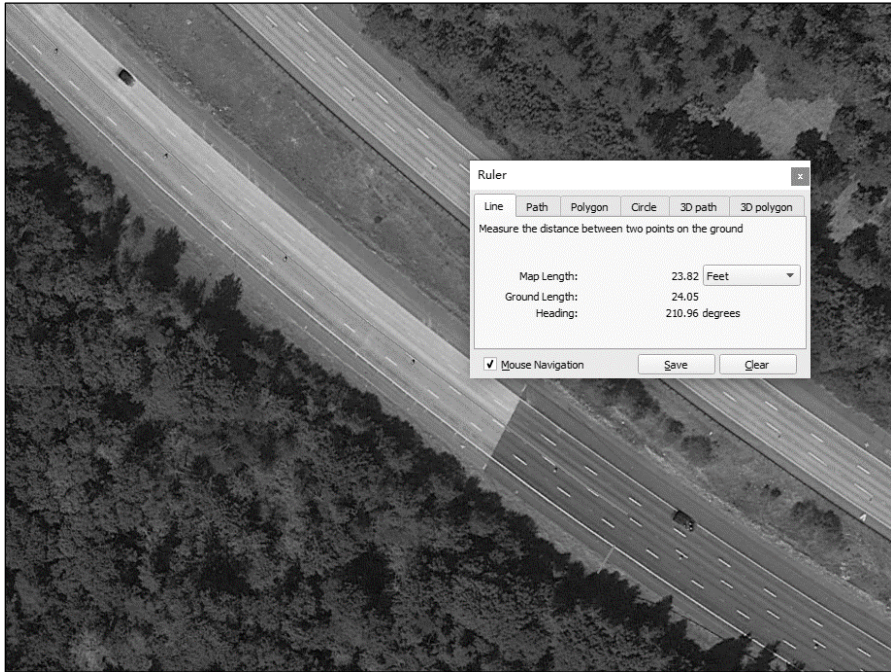 Ruler x
Line Path Polygon Circle 3D path 3D polygon
Measure the distance between two points on the ground
Map Length: 23.82 Feet
Ground Length: 24.05
Heading: 210.96 degrees
Mouse Navigation Save Clear